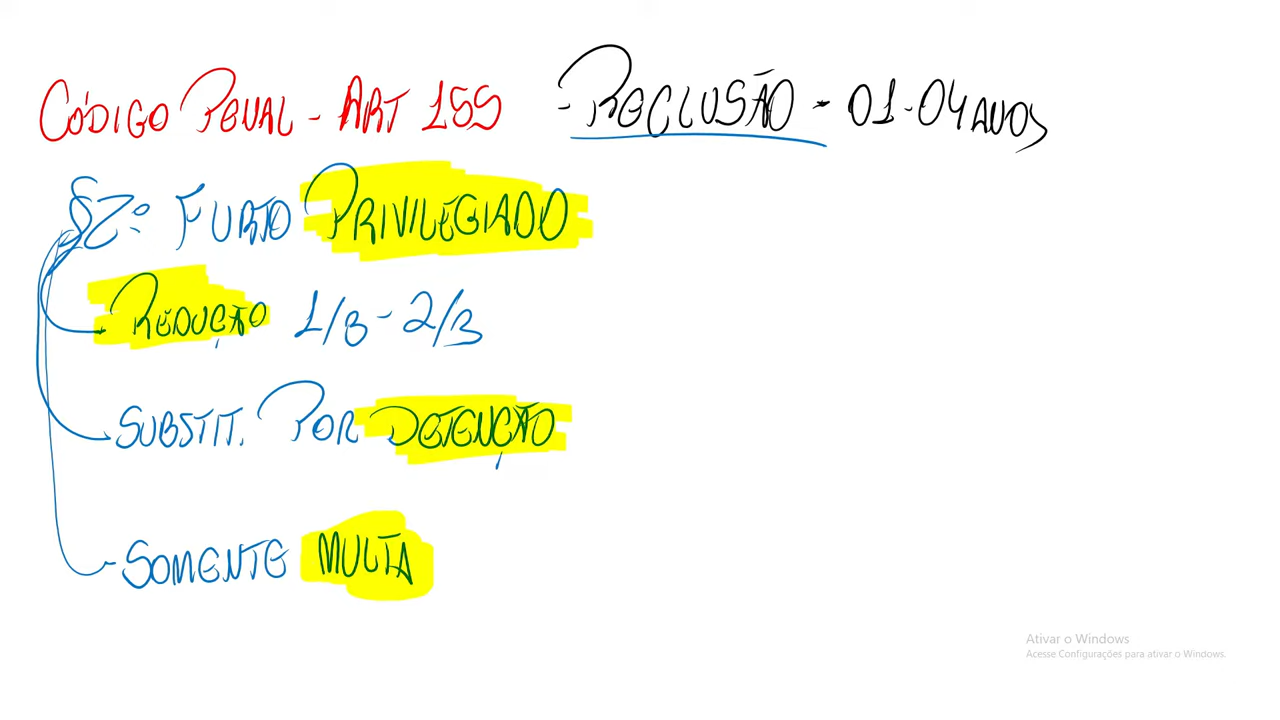 CÓDIGO PENAL - ART 155 - RECLUSÃO - 01-04 ANOS
§2º FURTO PRIVILEGIADO
REDUÇÃO 1/3 - 2/3
SUBSTIT. POR DETENÇÃO
SOMENTE MULTA
Ativar o Windows
Acesse Configurações para ativar o Windows.